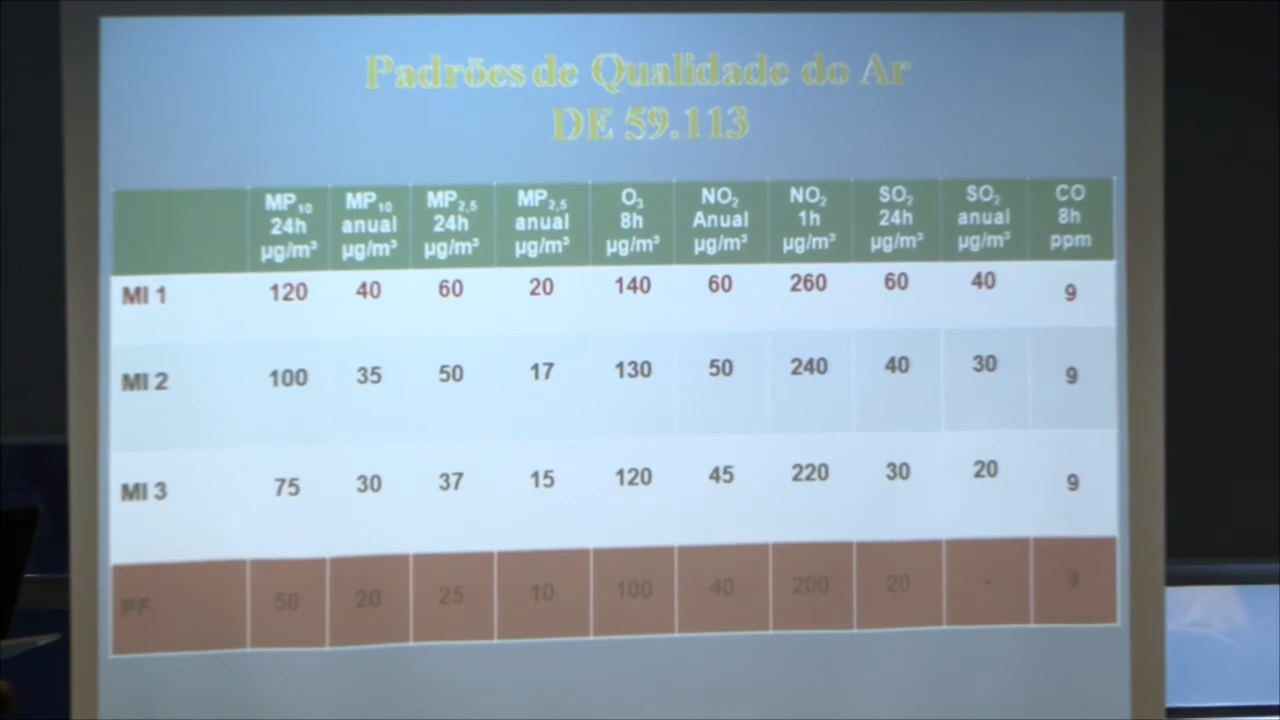 Padrões de Qualidade do Ar
DE 59.113
MP10 24h µg/m³ MP10 anual µg/m³ MP2,5 24h µg/m³ MP2,5 anual µg/m³ O3 8h µg/m³ NO2 Anual µg/m³ NO2 1h µg/m³ SO2 24h µg/m³ SO2 anual µg/m³ CO 8h ppm
MI 1 120 40 60 20 140 60 260 60 40 9
MI 2 100 35 50 17 130 50 240 40 30 9
MI 3 75 30 37 15 120 45 220 30 20 9
PF 50 20 25 10 100 40 200 20 - 9